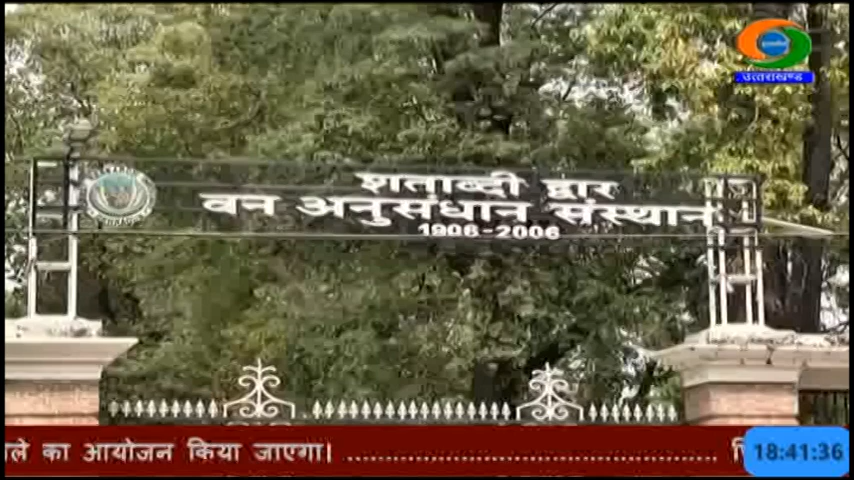 उत्तराखण्ड
शताब्दी द्वार
वन अनुसंधान संस्थान
1906-2006
ले का आयोजन किया जाएगा।
18:41:36